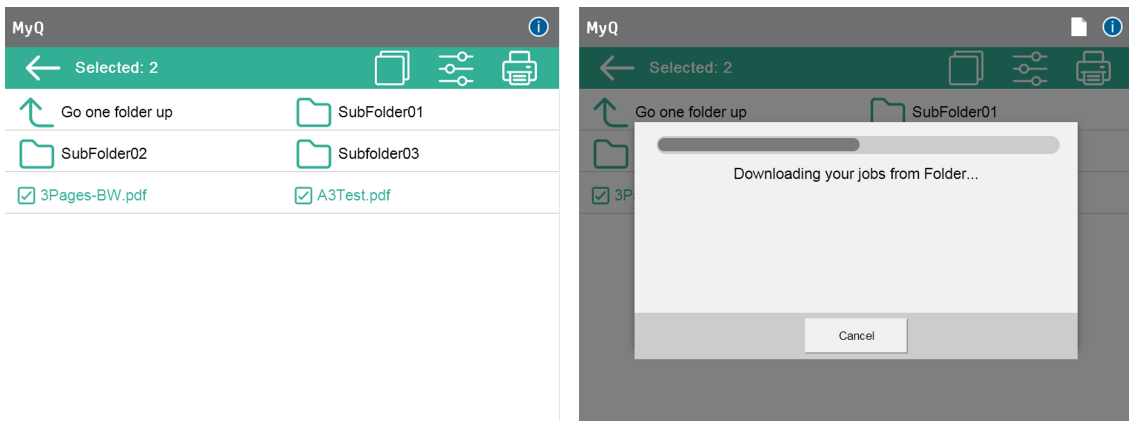 MyQ
Selected: 2
Go one folder up SubFolder01
SubFolder02 Subfolder03
3Pages-BW.pdf A3Test.pdf
MyQ
Selected: 2
Go one folder up SubFolder01
3P
Downloading your jobs from Folder...
Cancel